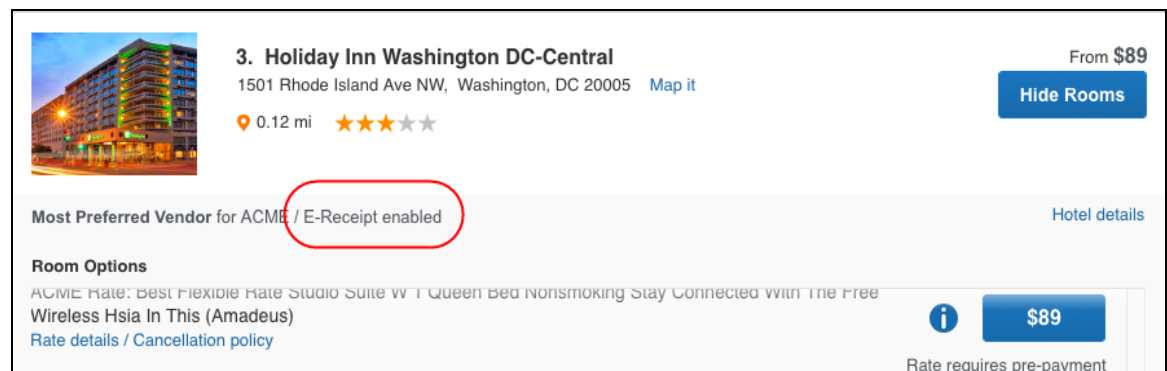 3. Holiday Inn Washington DC-Central
From $89
1501 Rhode Island Ave NW, Washington, DC 20005 Map it
Hide Rooms
0.12 mi
Most Preferred Vendor for ACME / E-Receipt enabled
Hotel details
Room Options
ACME Rate: Best Flexible Rate Studio Suite W 1 Queen Bed Nonsmoking Stay Connected With The Free
Wireless Hsia In This (Amadeus)
$89
Rate details / Cancellation policy
Rate requires pre-payment